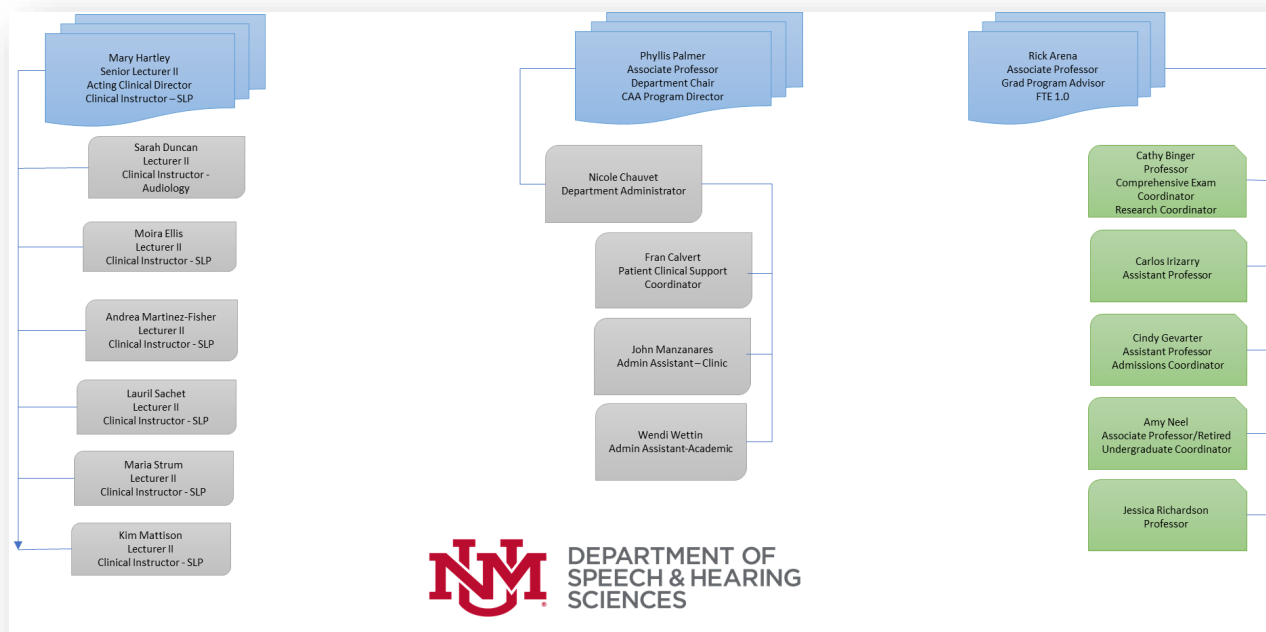 Mary Hartley
Senior Lecturer II
Acting Clinical Director
Clinical Instructor – SLP
Sarah Duncan
Lecturer II
Clinical Instructor -
Audiology
Moira Ellis
Lecturer II
Clinical Instructor - SLP
Andrea Martinez-Fisher
Lecturer II
Clinical Instructor - SLP
Lauril Sachet
Lecturer II
Clinical Instructor - SLP
Maria Strum
Lecturer II
Clinical Instructor - SLP
Kim Mattison
Lecturer II
Clinical Instructor - SLP
Phyllis Palmer
Associate Professor
Department Chair
CAA Program Director
Nicole Chauvet
Department Administrator
Fran Calvert
Patient Clinical Support
Coordinator
John Manzanares
Admin Assistant – Clinic
Wendi Wettin
Admin Assistant-Academic
Rick Arena
Associate Professor
Grad Program Advisor
FTE 1.0
Cathy Binger
Professor
Comprehensive Exam
Coordinator
Research Coordinator
Carlos Irizarry
Assistant Professor
Cindy Gevarter
Assistant Professor
Admissions Coordinator
Amy Neel
Associate Professor/Retired
Undergraduate Coordinator
Jessica Richardson
Professor
UNM
DEPARTMENT OF
SPEECH & HEARING
SCIENCES